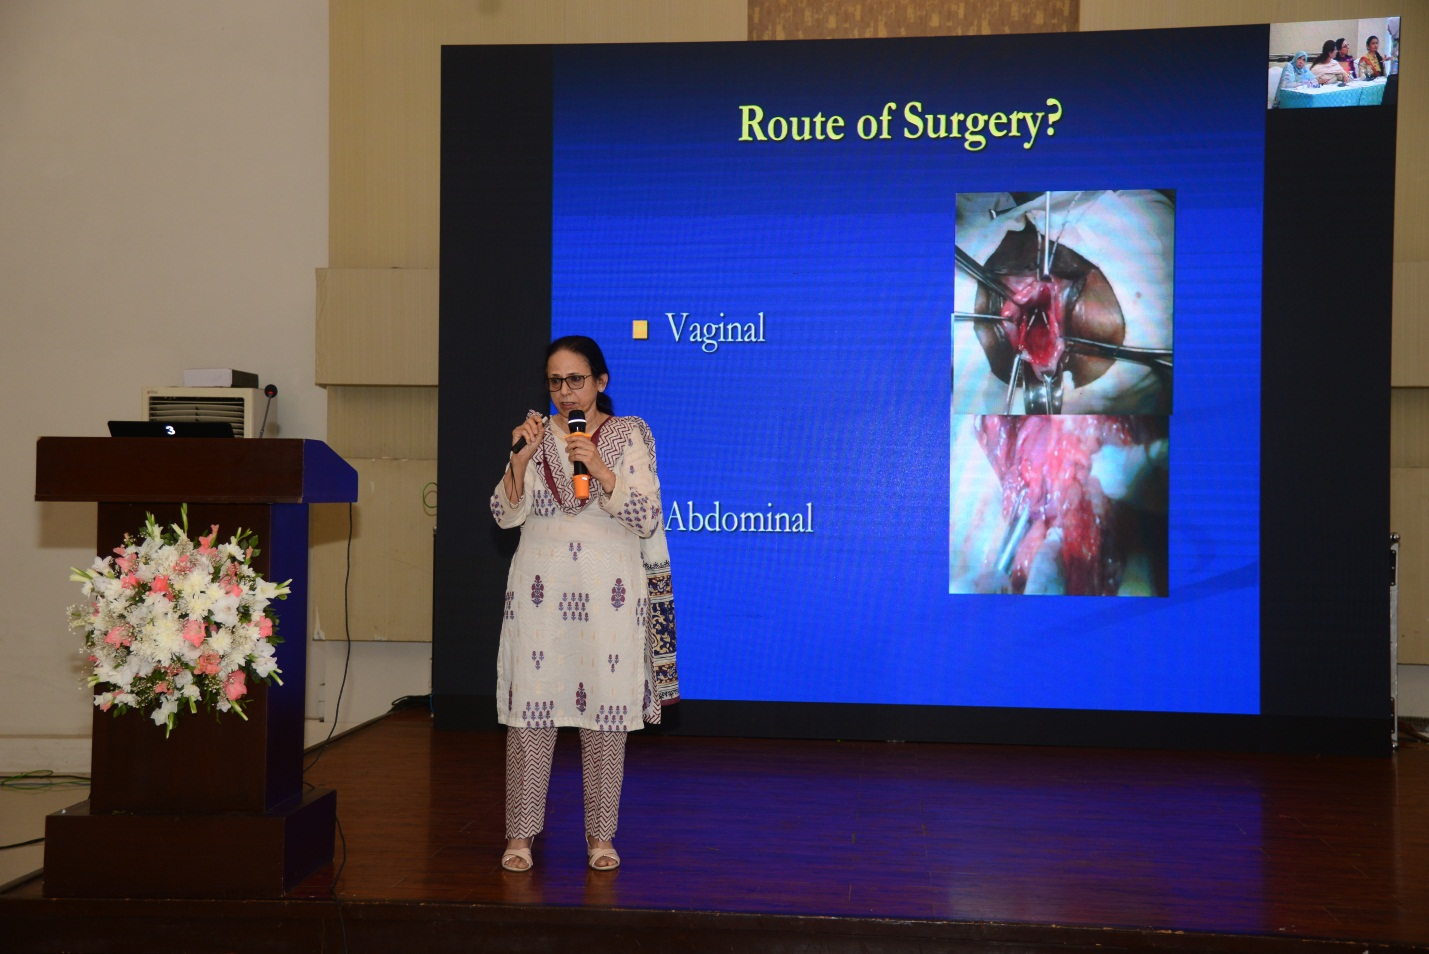 Route of Surgery?
Vaginal
Abdominal
3